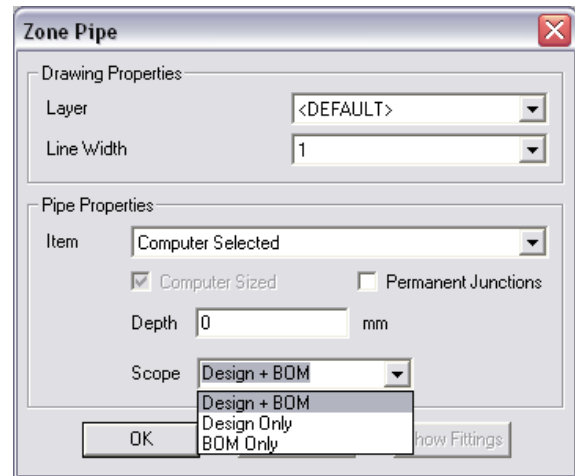 Zone Pipe
Drawing Properties
Layer <DEFAULT>
Line Width 1
Pipe Properties
Item Computer Selected
Computer Sized Permanent Junctions
Depth 0 mm
Scope Design + BOM
Design + BOM
Design Only
BOM Only
OK Fittings